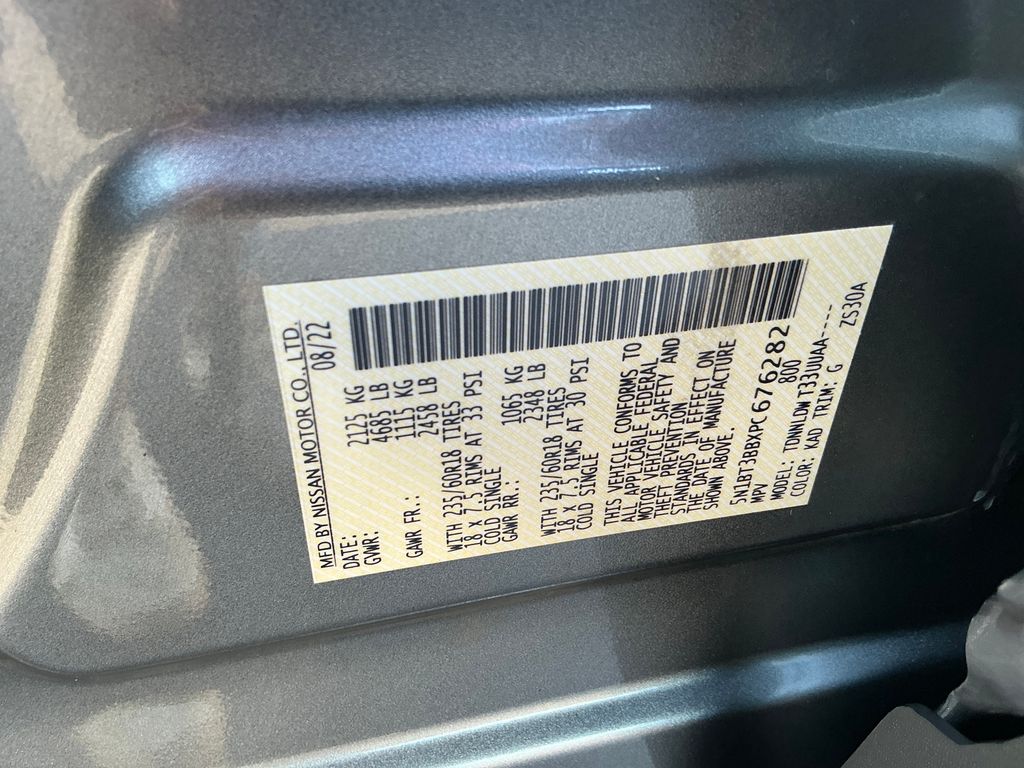 MFD BY NISSAN MOTOR CO., LTD.
DATE: 08/22
GVWR: 2125 KG
4685 LB
GAWR FR.: 1115 KG
2458 LB
WITH 235/60R18 TIRES
18 x 7.5 RIMS AT 33 PSI
COLD SINGLE
GAWR RR.: 1065 KG
2348 LB
WITH 235/60R18 TIRES
18 x 7.5 RIMS AT 30 PSI
COLD SINGLE
THIS VEHICLE CONFORMS TO
ALL APPLICABLE FEDERAL
MOTOR VEHICLE SAFETY AND
THEFT PREVENTION
STANDARDS IN EFFECT ON
THE DATE OF MANUFACTURE
SHOWN ABOVE.
5N1BT3BBXPC676282
MPV 800
MODEL: TDNNLDW T33UUAA-----
COLOR: KAD TRIM: G ZS30A